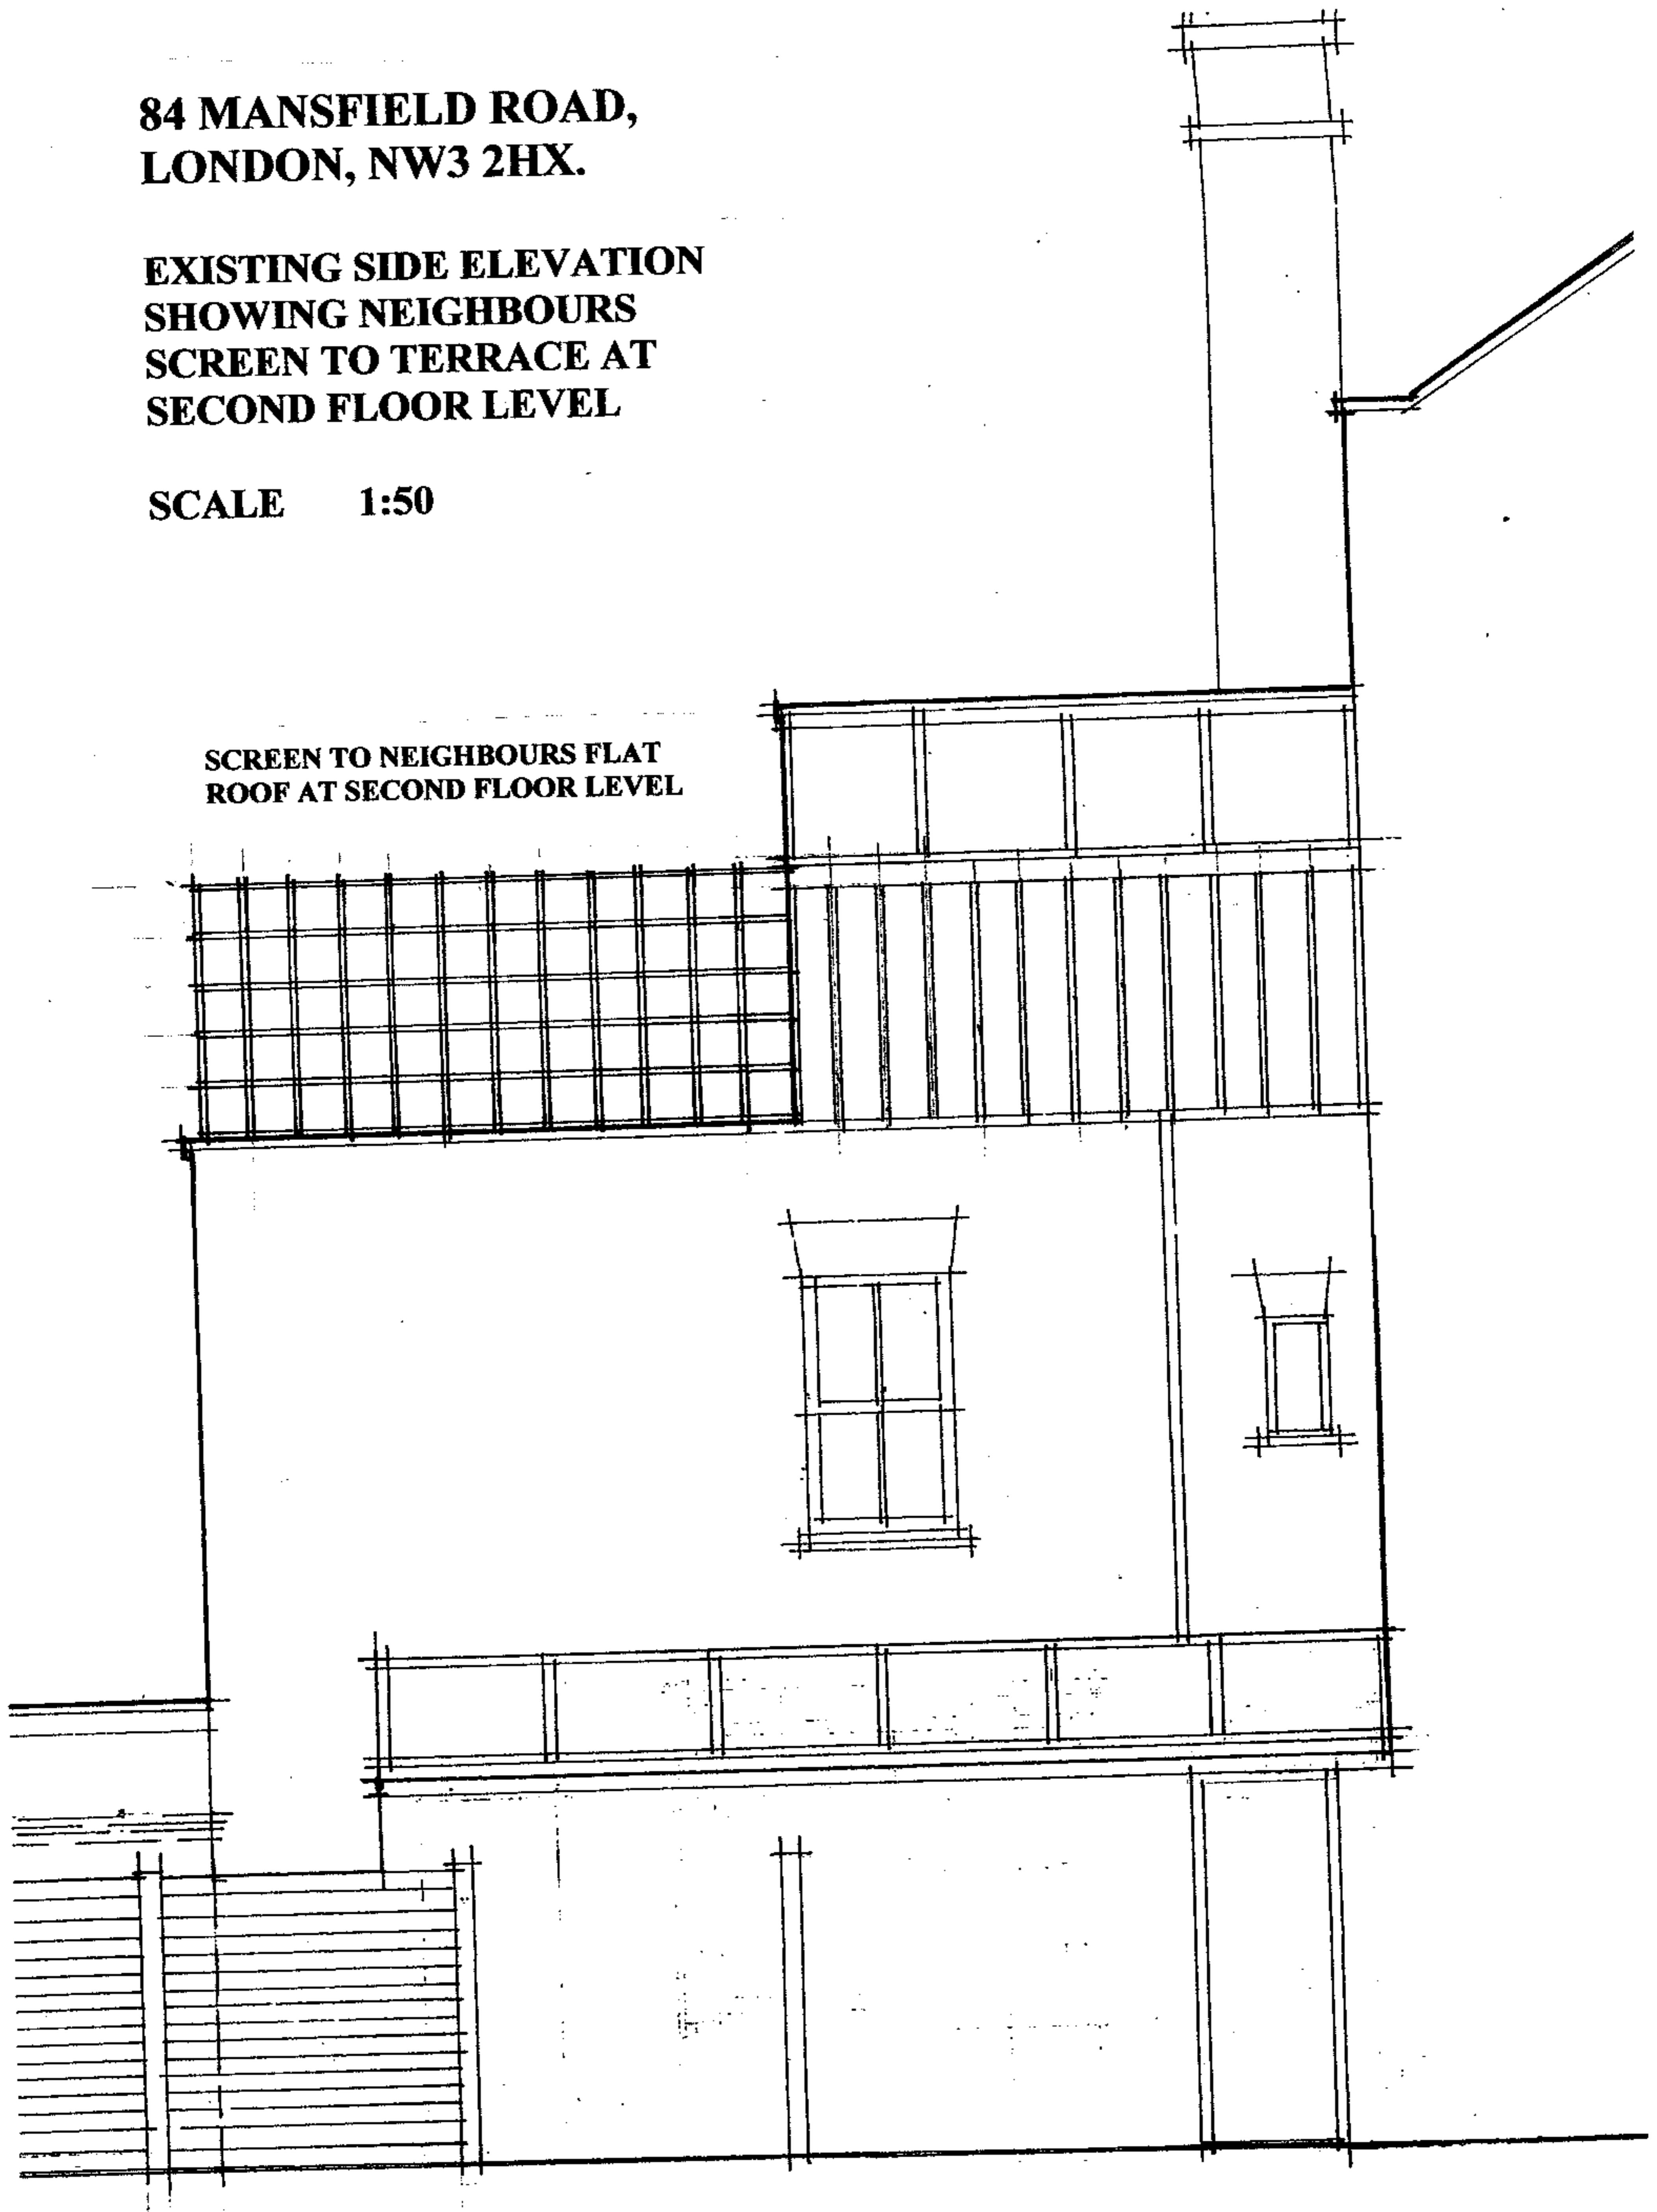 84 MANSFIELD ROAD,
LONDON, NW3 2HX.
EXISTING SIDE ELEVATION
SHOWING NEIGHBOURS
SCREEN TO TERRACE AT
SECOND FLOOR LEVEL
SCALE 1:50
SCREEN TO NEIGHBOURS FLAT
ROOF AT SECOND FLOOR LEVEL